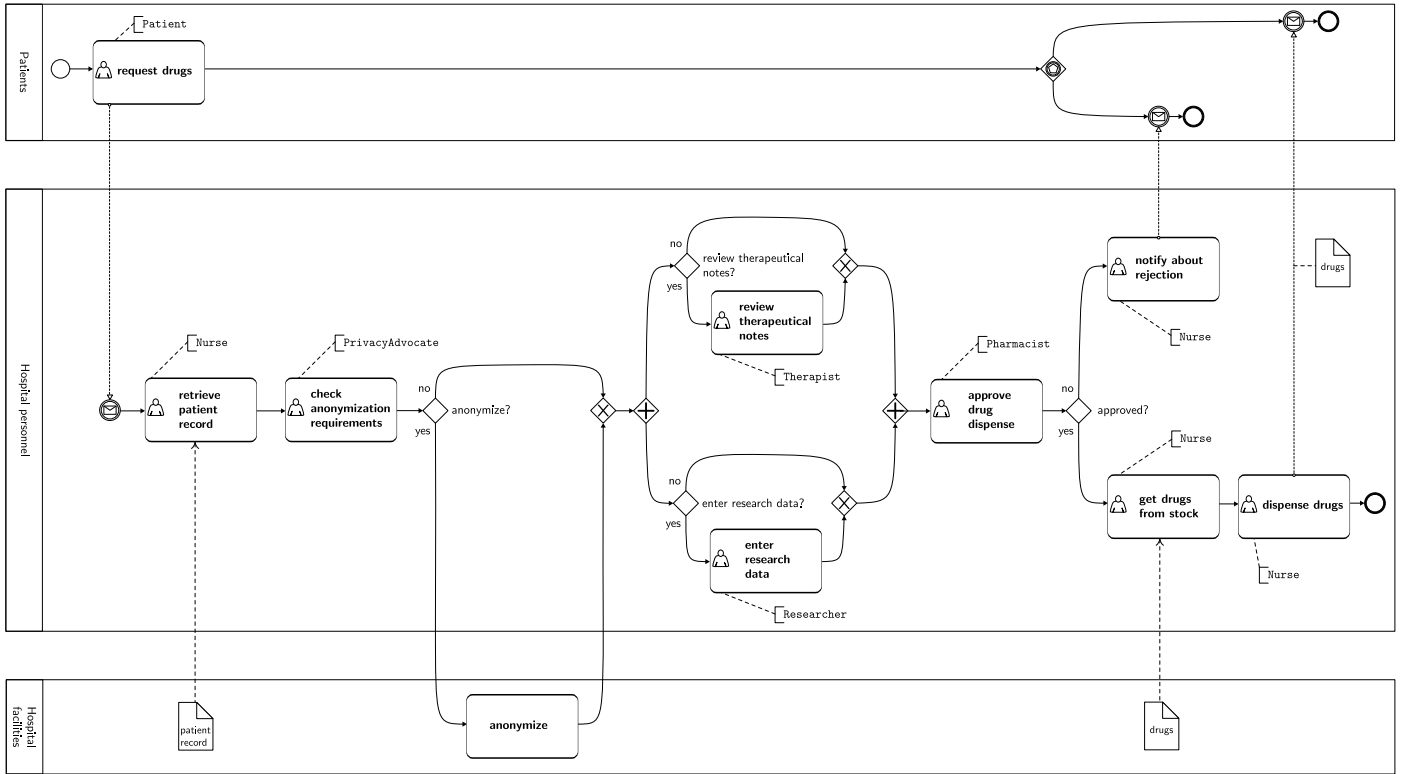 Patients
Patient
request drugs
Hospital personnel
no
review therapeutical
notes?
yes
review
therapeutical
notes
Therapist
notify about
rejection
Nurse
drugs
Nurse
retrieve
patient
record
PrivacyAdvocate
check
anonymization
requirements
no
anonymize?
yes
Pharmacist
approve
drug
dispense
no
approved?
yes
no
enter research data?
yes
enter
research
data
Researcher
Nurse
get drugs
from stock
dispense drugs
Nurse
Hospital
facilities
patient
record
anonymize
drugs